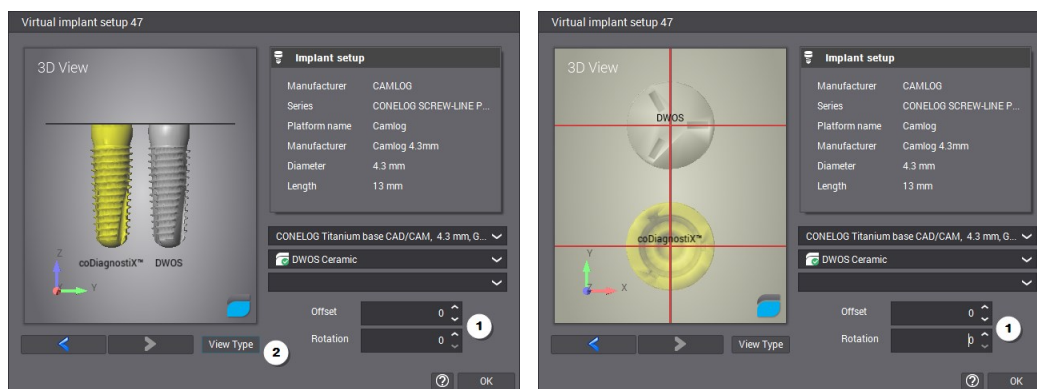 Virtual implant setup 47
3D View
coDiagnostiX™ DWOS
Z
Y
Implant setup
Manufacturer CAMLOG
Series CONELOG SCREW-LINE P...
Platform name Camlog
Manufacturer Camlog 4.3mm
Diameter 4.3 mm
Length 13 mm
CONELOG Titanium base CAD/CAM, 4.3 mm, G...
DWOS Ceramic
Offset 0
1
Rotation 0
View Type
2
? OK
Virtual implant setup 47
3D View
DWOS
coDiagnostiX™
Y
X
Implant setup
Manufacturer CAMLOG
Series CONELOG SCREW-LINE P...
Platform name Camlog
Manufacturer Camlog 4.3mm
Diameter 4.3 mm
Length 13 mm
CONELOG Titanium base CAD/CAM, 4.3 mm, G...
DWOS Ceramic
Offset 0
1
Rotation 0
View Type
? OK